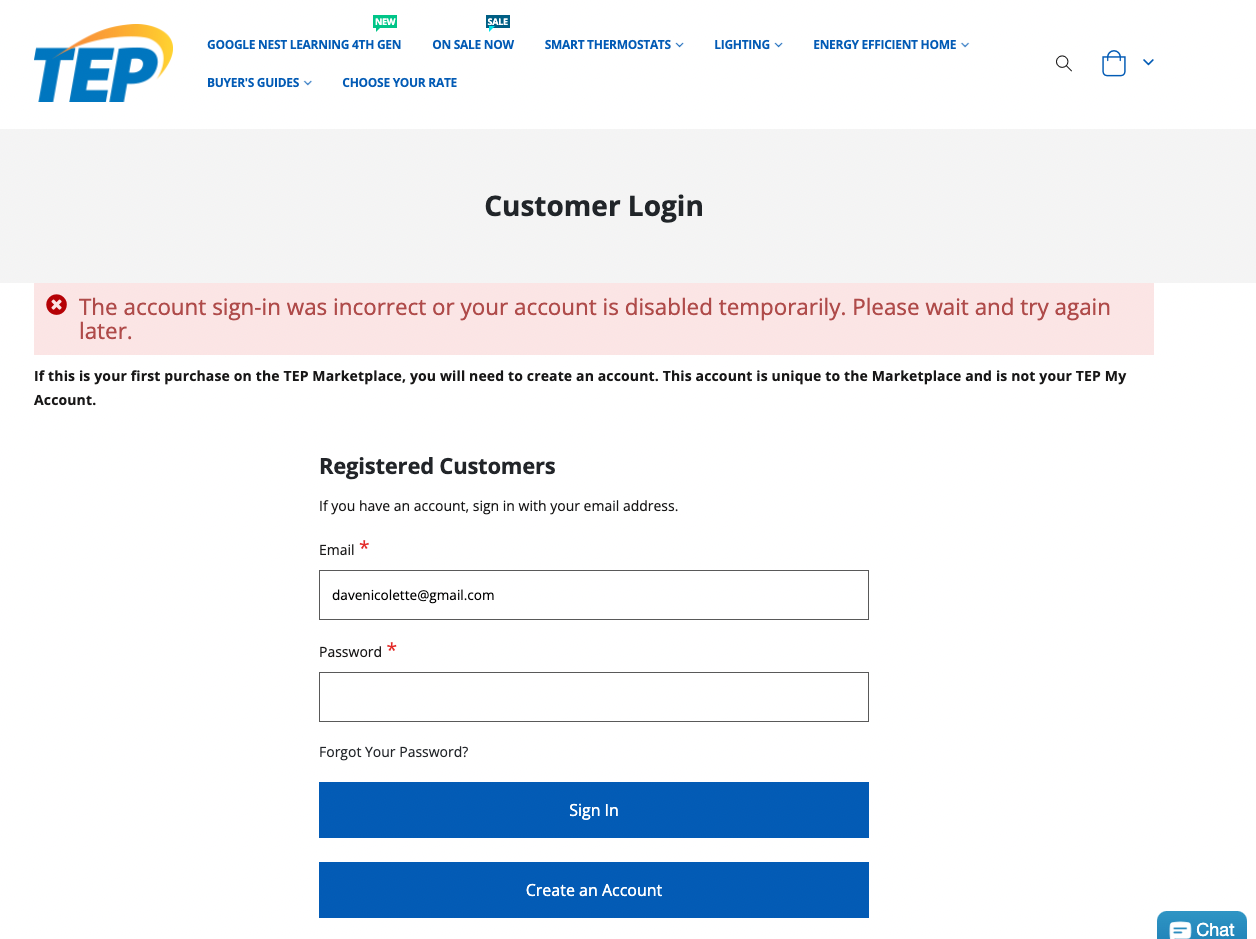 TEP
NEW
SALE
GOOGLE NEST LEARNING 4TH GEN ON SALE NOW SMART THERMOSTATS LIGHTING ENERGY EFFICIENT HOME
BUYER'S GUIDES CHOOSE YOUR RATE
Customer Login
The account sign-in was incorrect or your account is disabled temporarily. Please wait and try again
later.
If this is your first purchase on the TEP Marketplace, you will need to create an account. This account is unique to the Marketplace and is not your TEP My
Account.
Registered Customers
If you have an account, sign in with your email address.
Email *
davenicolette@gmail.com
Password *
Forgot Your Password?
Sign In
Create an Account
Chat